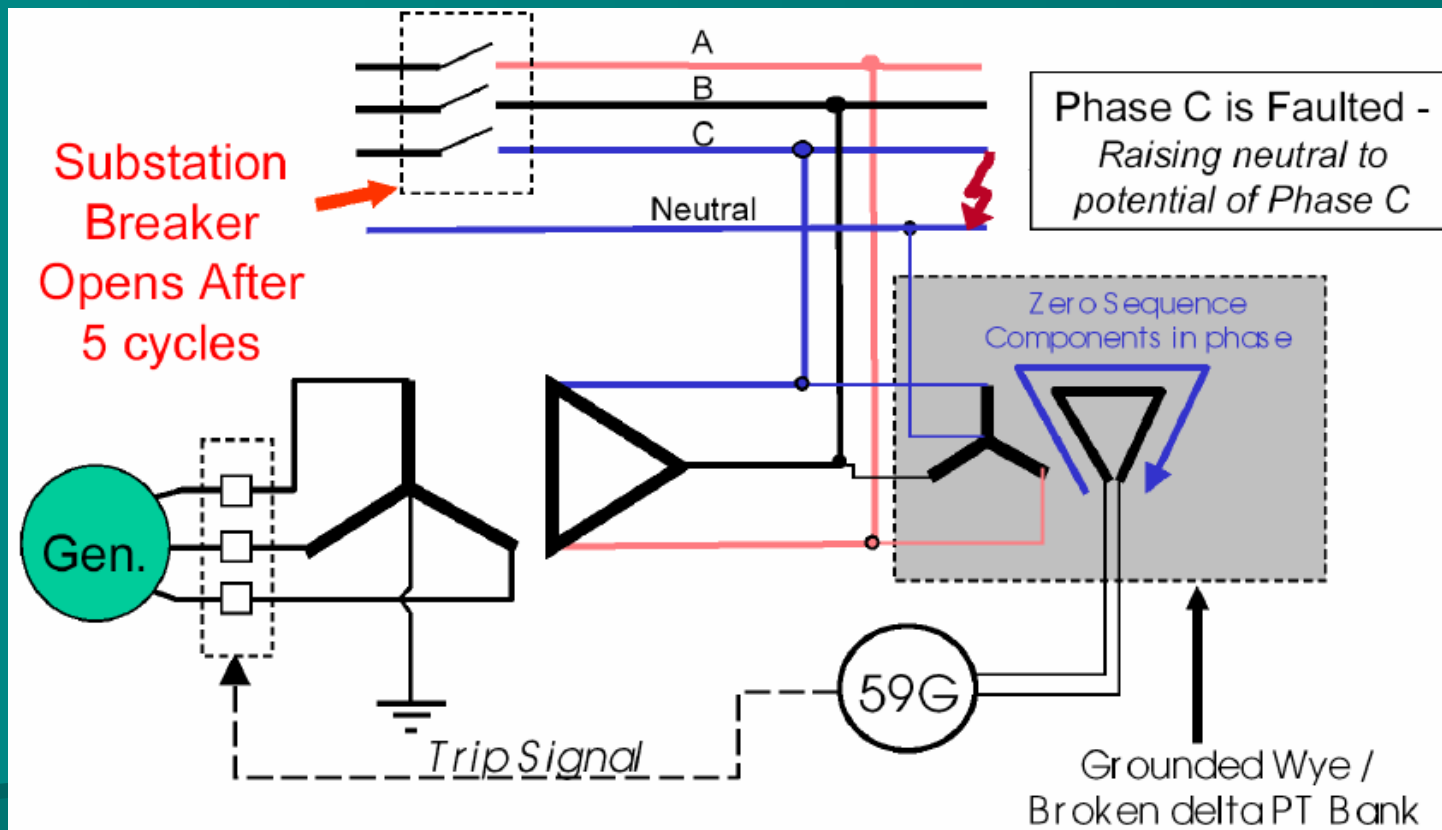 A
B
C
Neutral
Substation
Breaker
Opens After
5 cycles
Phase C is Faulted -
Raising neutral to
potential of Phase C
Zero Sequence
Components in phase
Gen.
59G
Trip Signal
Grounded Wye /
Broken delta PT Bank